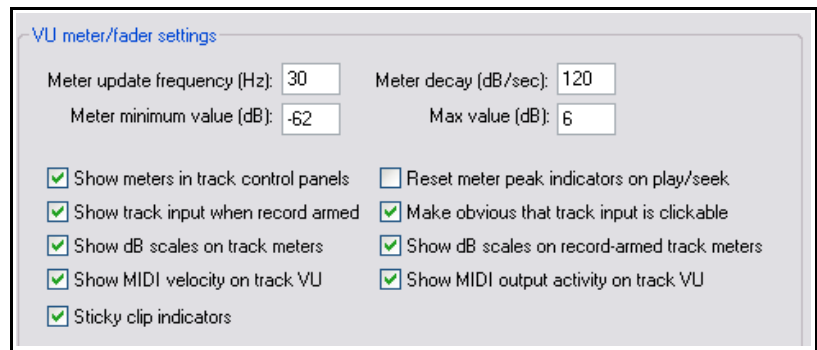 VU meter/fader settings
Meter update frequency (Hz): 30 Meter decay (dB/sec): 120
Meter minimum value (dB): -62 Max value (dB): 6
Show meters in track control panels Reset meter peak indicators on play/seek
Show track input when record armed Make obvious that track input is clickable
Show dB scales on track meters Show dB scales on record-armed track meters
Show MIDI velocity on track VU Show MIDI output activity on track VU
Sticky clip indicators